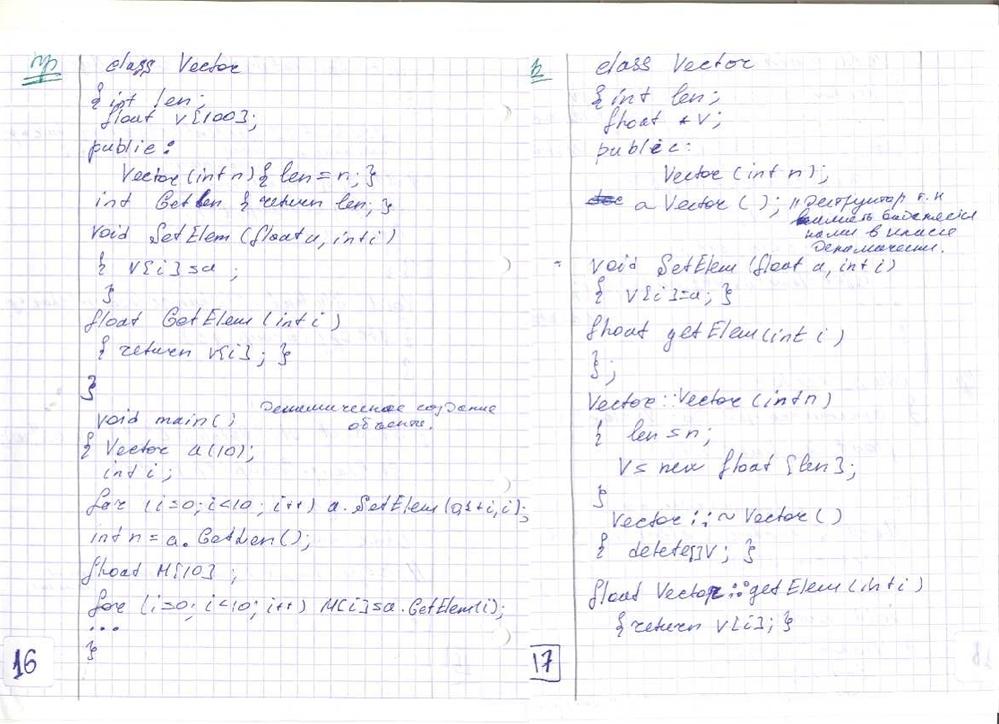 пр
class Vector
{int len;
float v[100];
public:
Vector(int n){ len = n; }
int GetLen { return len; }
void SetElem (float a, int i)
{ v[i] = a ;
}
float GetElem (int i)
{ return v[i] ; }
}
void main()
Динамическое создание
объекта.
{ Vector a(10);
int i;
for (i=0; i<10; i++) a.SetElem(0,1+i,i);
int n = a.GetLen();
float M[10] ;
for (i=0; i<10; i++) M[i]=a.GetElem(i);
...
}
16
class Vector
{int len;
float *v;
public:
Vector (int n);
a Vector ( ); // деструктор т.к
память
нами в классе
void SetElem (float a, int i)
{ v[i]=a; }
float getElem(int i)
};
Vector::Vector (int n)
{ len = n;
v= new float [len];
}
Vector::~Vector()
{ delete[]v; }
float Vector::getElem (int i)
{return v[i]; }
17